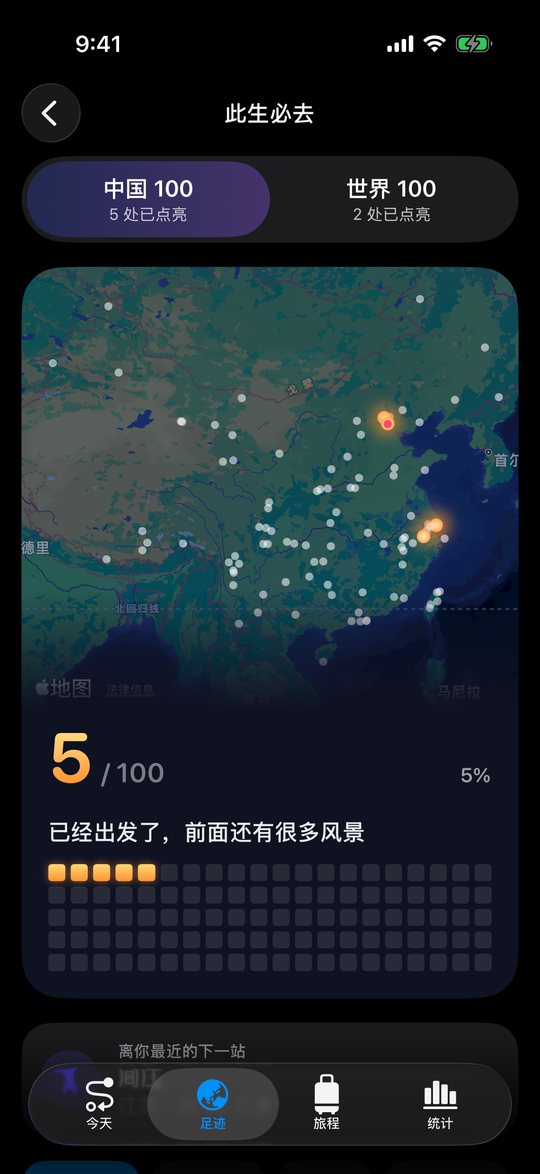 9:41
此生必去
中国 100
5 处已点亮
世界 100
2 处已点亮
戈壁
首尔
德里
北回归线
地图
法律信息
马尼拉
5 / 100
5%
已经出发了，前面还有很多风景
离你最近的下一站
今天
足迹
旅程
统计